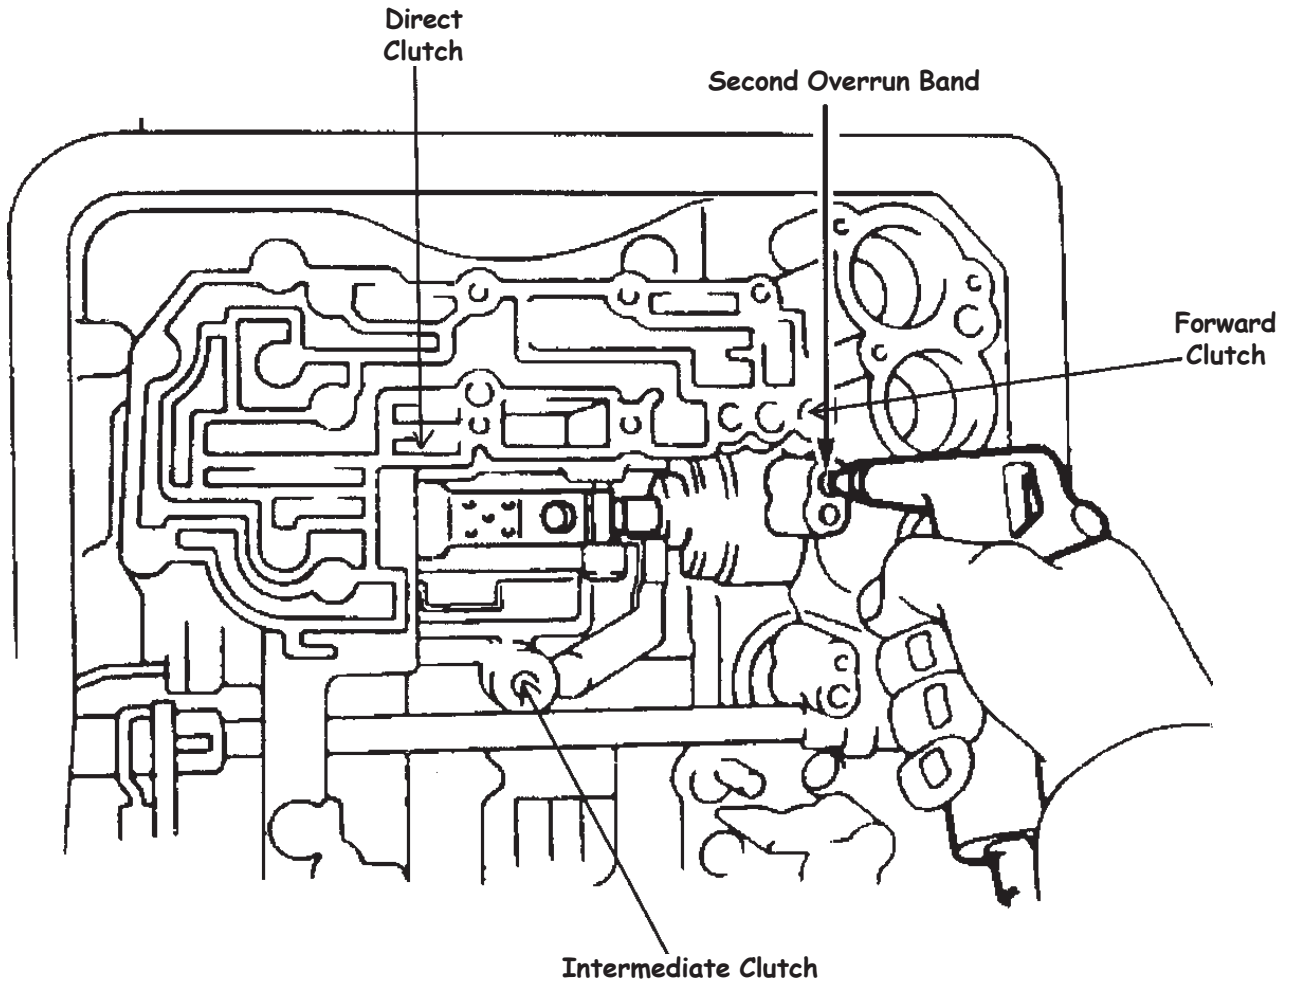 Direct
Clutch
Second Overrun Band
Forward
Clutch
Intermediate Clutch